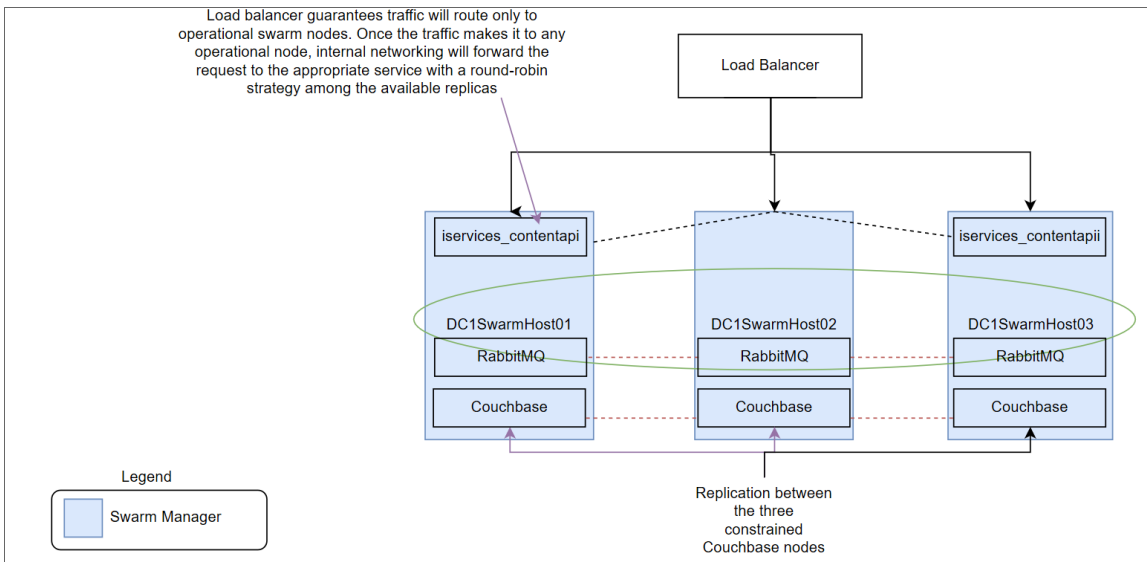 Load balancer guarantees traffic will route only to
operational swarm nodes. Once the traffic makes it to any
operational node, internal networking will forward the
request to the appropriate service with a round-robin
strategy among the available replicas
Load Balancer
iservices_contentapi
iservices_contentapii
DC1SwarmHost01
DC1SwarmHost02
DC1SwarmHost03
RabbitMQ
RabbitMQ
RabbitMQ
Couchbase
Couchbase
Couchbase
Legend
Swarm Manager
Replication between
the three
constrained
Couchbase nodes